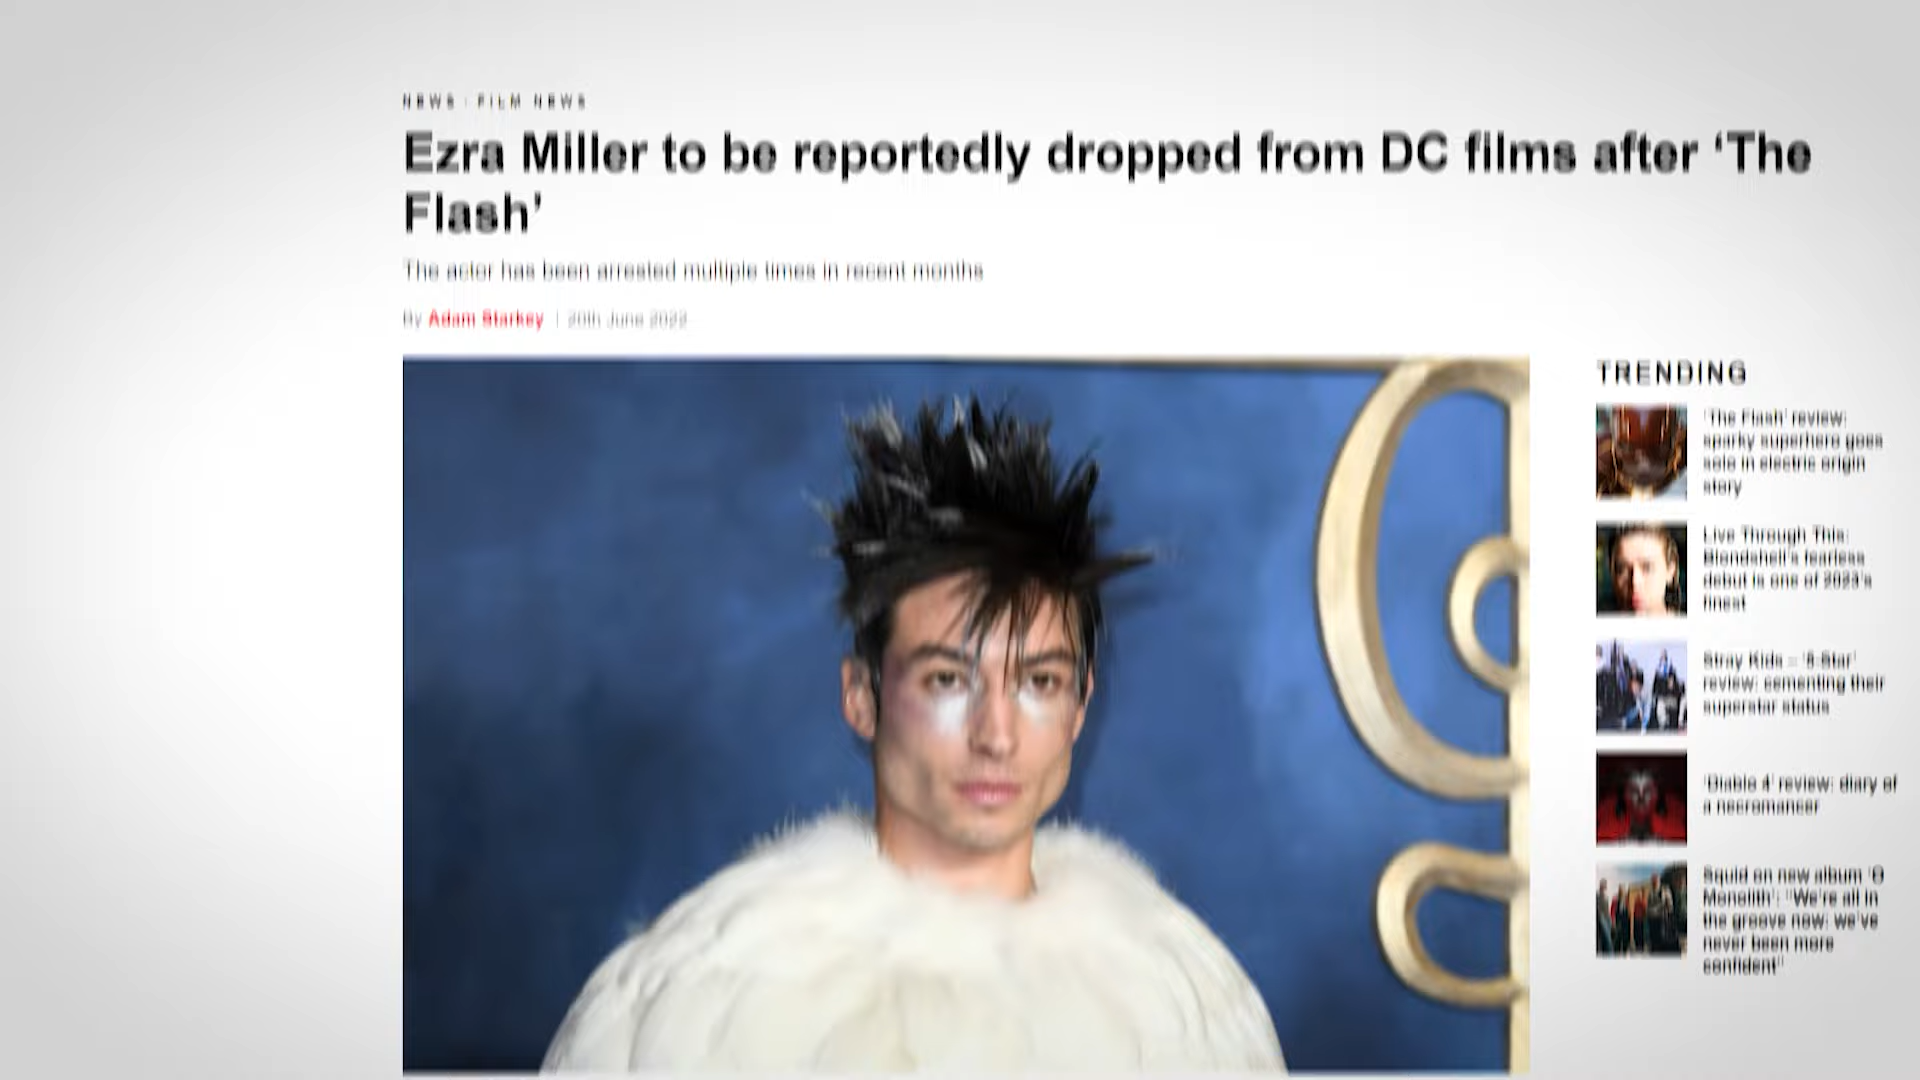 NEWS · FILM NEWS
Ezra Miller to be reportedly dropped from DC films after ‘The
Flash’
The actor has been arrested multiple times in recent months
By Adam Starkey | 20th June 2022
TRENDING
‘The Flash’ review:
sparky superhero goes
solo in electric origin
story
Live Through This:
Blondshell's fearless
debut is one of 2023's
finest
Stray Kids – ‘5-Star’
review: cementing their
superstar status
‘Diablo 4’ review: diary of
a necromancer
Squid on new album ‘O
Monolith’: “We're all in
the groove now: we've
never been more
confident”